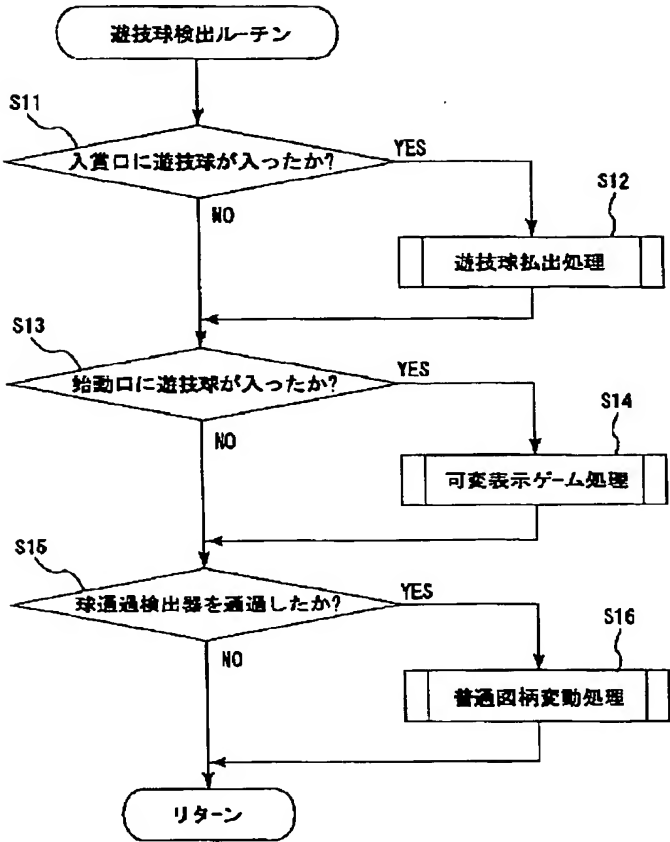 遊技球検出ルーチン
S11
入賞口に遊技球が入ったか?
YES
NO
S12
遊技球払出処理
S13
始動口に遊技球が入ったか?
YES
NO
S14
可変表示ゲーム処理
S15
球通過検出器を通過したか?
YES
NO
S16
普通図柄変動処理
リターン